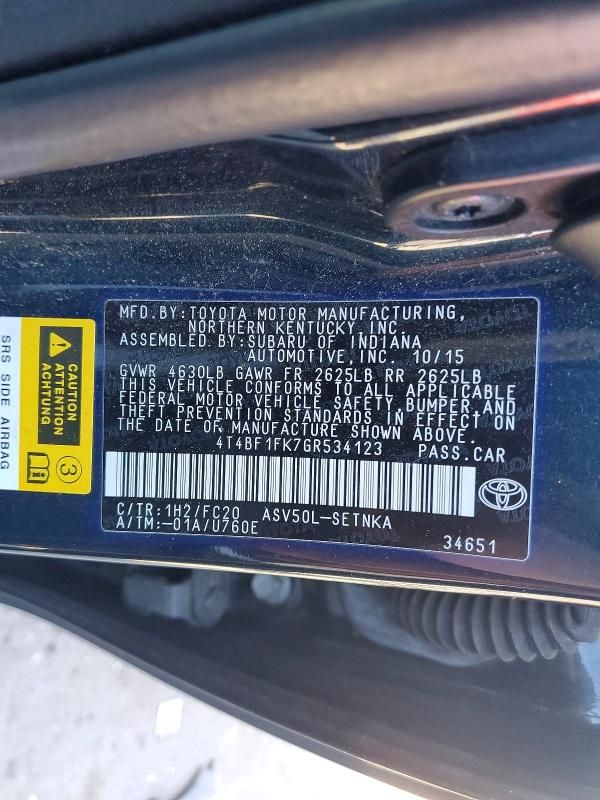 MFD.BY:TOYOTA MOTOR MANUFACTURING,
NORTHERN KENTUCKY,INC.
ASSEMBLED BY:SUBARU OF INDIANA
AUTOMOTIVE,INC. 10/15
GVWR 4630LB GAWR FR 2625LB RR 2625LB
THIS VEHICLE CONFORMS TO ALL APPLICABLE
FEDERAL MOTOR VEHICLE SAFETY,BUMPER,AND
THEFT PREVENTION STANDARDS IN EFFECT ON
THE DATE OF MANUFACTURE SHOWN ABOVE.
4T4BF1FK7GR534123 PASS.CAR
C/TR:1H2/FC20 ASV50L-SETNKA
A/TM:-01A/U760E
34651
CAUTION
ATTENTION
ACHTUNG
3
SRS SIDE AIRBAG